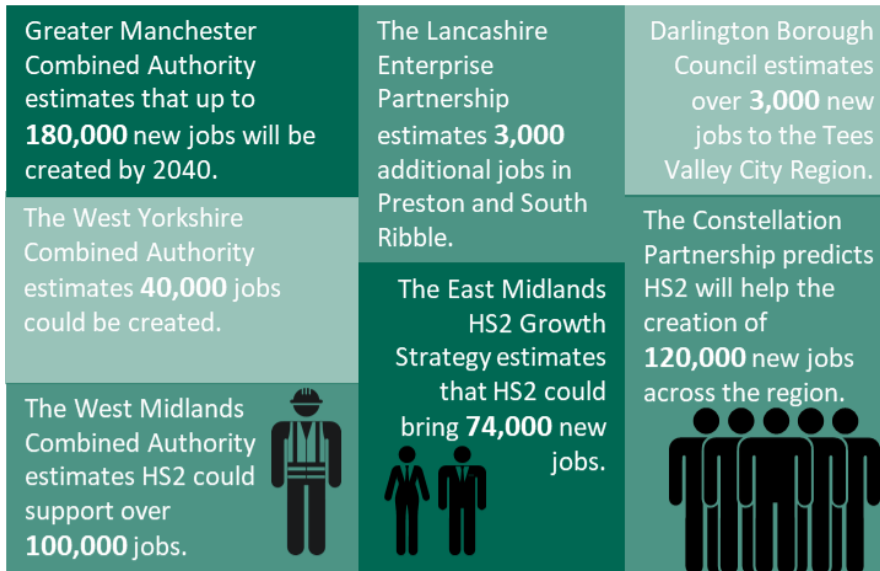 Greater Manchester
Combined Authority
estimates that up to
180,000 new jobs will be
created by 2040.
The West Yorkshire
Combined Authority
estimates 40,000 jobs
could be created.
The West Midlands
Combined Authority
estimates HS2 could
support over
100,000 jobs.
The Lancashire
Enterprise
Partnership
estimates 3,000
additional jobs in
Preston and South
Ribble.
The East Midlands
HS2 Growth
Strategy estimates
that HS2 could
bring 74,000 new
jobs.
Darlington Borough
Council estimates
over 3,000 new
jobs to the Tees
Valley City Region.
The Constellation
Partnership predicts
HS2 will help the
creation of
120,000 new jobs
across the region.